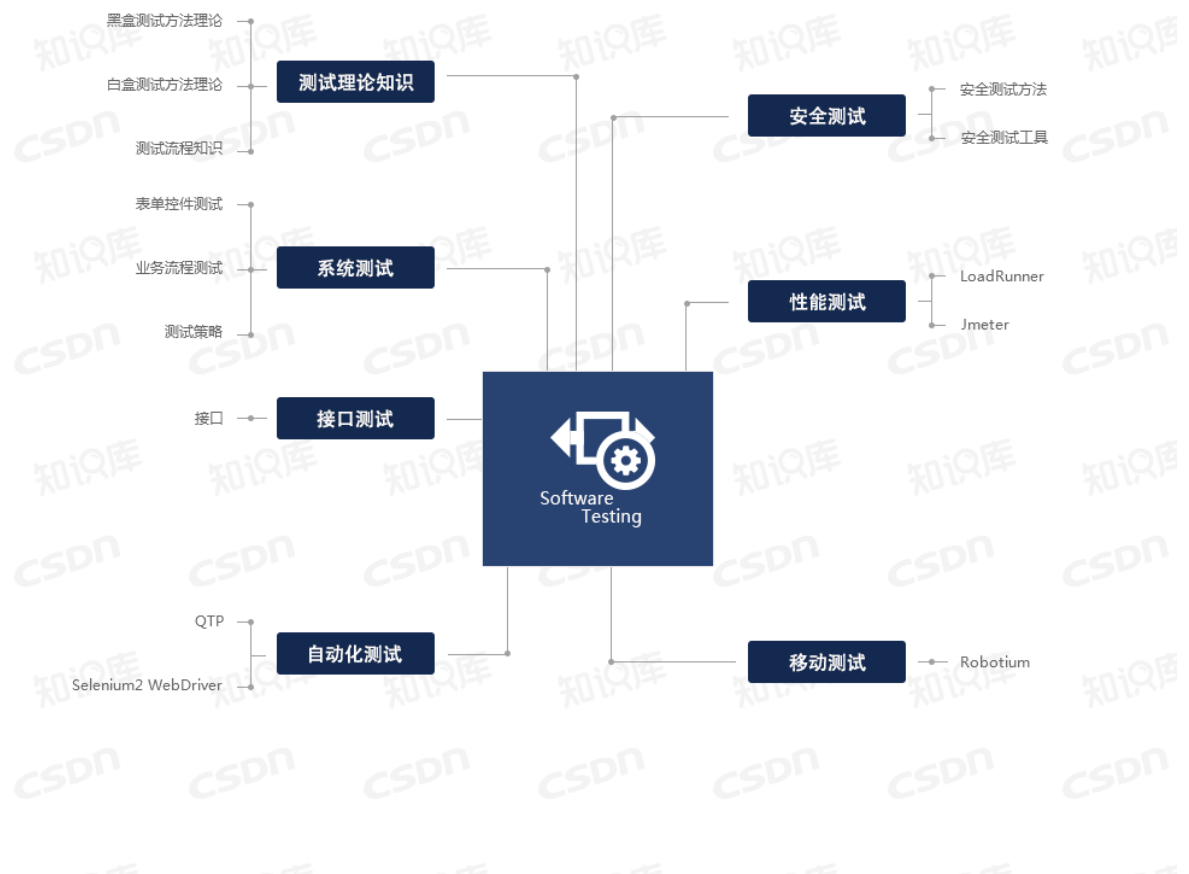 黑盒测试方法理论
白盒测试方法理论
测试流程知识
测试理论知识
表单控件测试
业务流程测试
测试策略
系统测试
接口
接口测试
QTP
Selenium2 WebDriver
自动化测试
Software
Testing
安全测试
安全测试方法
安全测试工具
性能测试
LoadRunner
Jmeter
移动测试
Robotium
知识库
CSDN